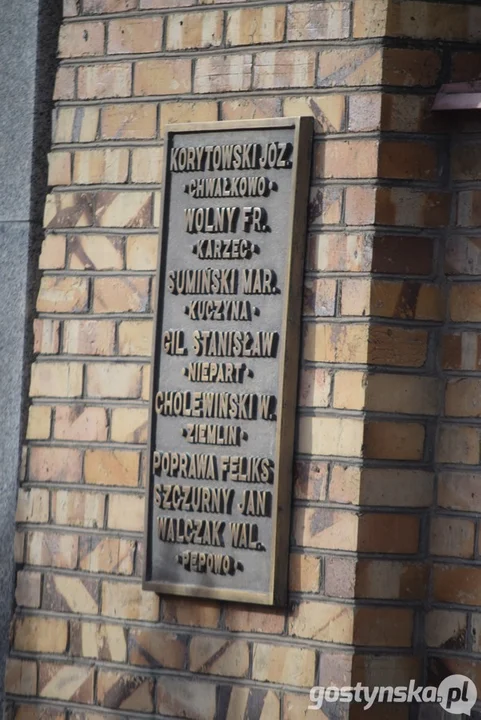 KORYTOWSKI JÓZ.
·CHWAŁKOWO·
WOLNY FR.
·KARZEC·
SUMIŃSKI MAR.
·KUCZYNA·
GIL STANISŁAW
·NIEPART·
CHOLEWIŃSKI W.
·ZIEMLIN·
POPRAWA FELIKS
SZCZURNY JAN
WALCZAK WAL.
·PĘPOWO·
gostynska.pl